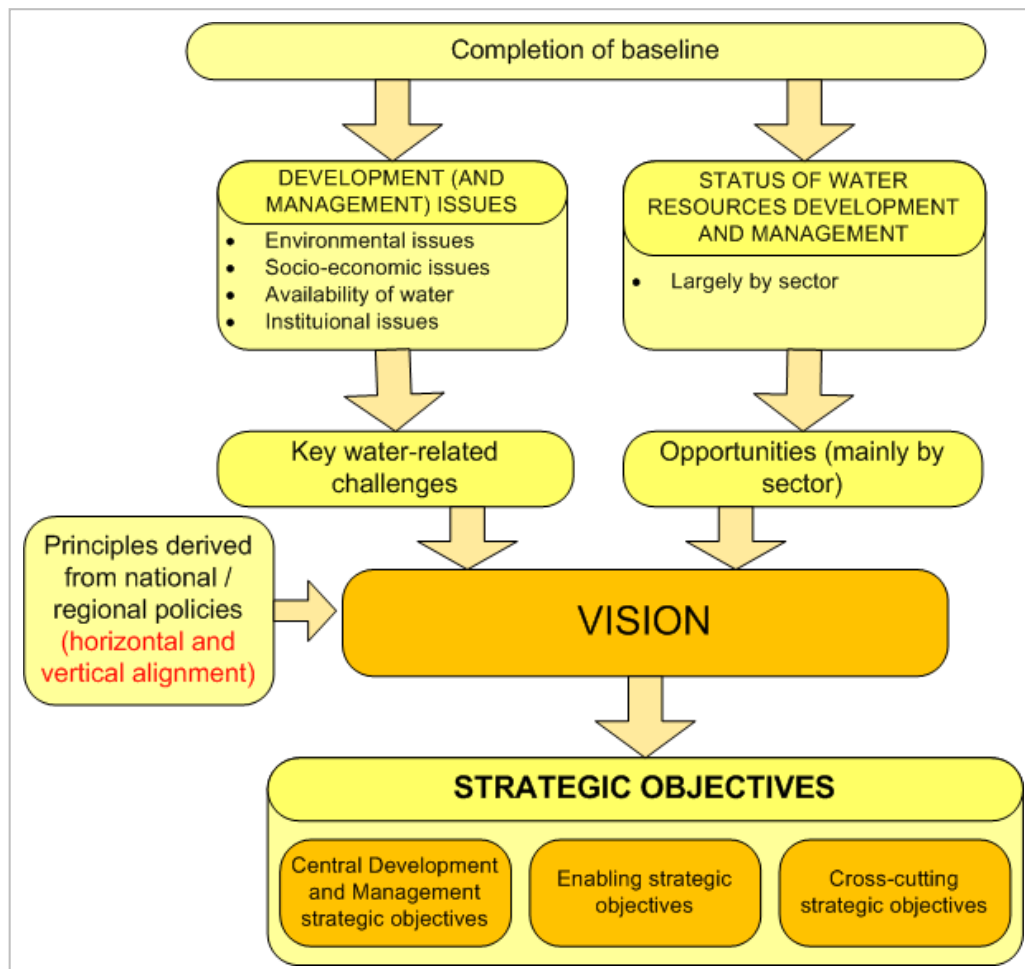 Completion of baseline
DEVELOPMENT (AND
MANAGEMENT) ISSUES
• Environmental issues
• Socio-economic issues
• Availability of water
• Instituional issues
STATUS OF WATER
RESOURCES DEVELOPMENT
AND MANAGEMENT
• Largely by sector
Key water-related
challenges
Opportunities (mainly by
sector)
Principles derived
from national /
regional policies
(horizontal and
vertical alignment)
VISION
STRATEGIC OBJECTIVES
Central Development
and Management
strategic objectives
Enabling strategic
objectives
Cross-cutting
strategic objectives